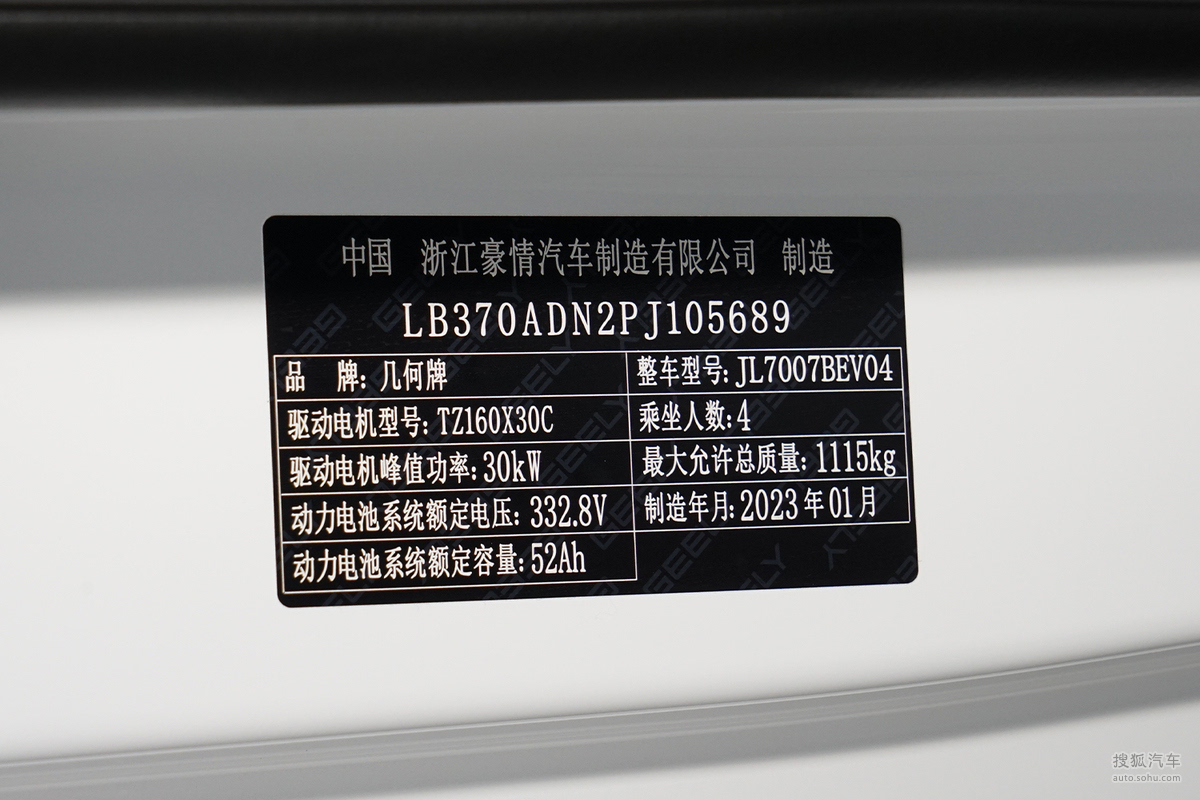 中国 浙江豪情汽车制造有限公司 制造
LB370ADN2PJ105689
品 牌: 几何牌
整车型号: JL7007BEV04
驱动电机型号: TZ160X30C
乘坐人数: 4
驱动电机峰值功率: 30kW
最大允许总质量: 1115kg
动力电池系统额定电压: 332.8V
制造年月: 2023年01月
动力电池系统额定容量: 52Ah
搜狐汽车
auto.sohu.com